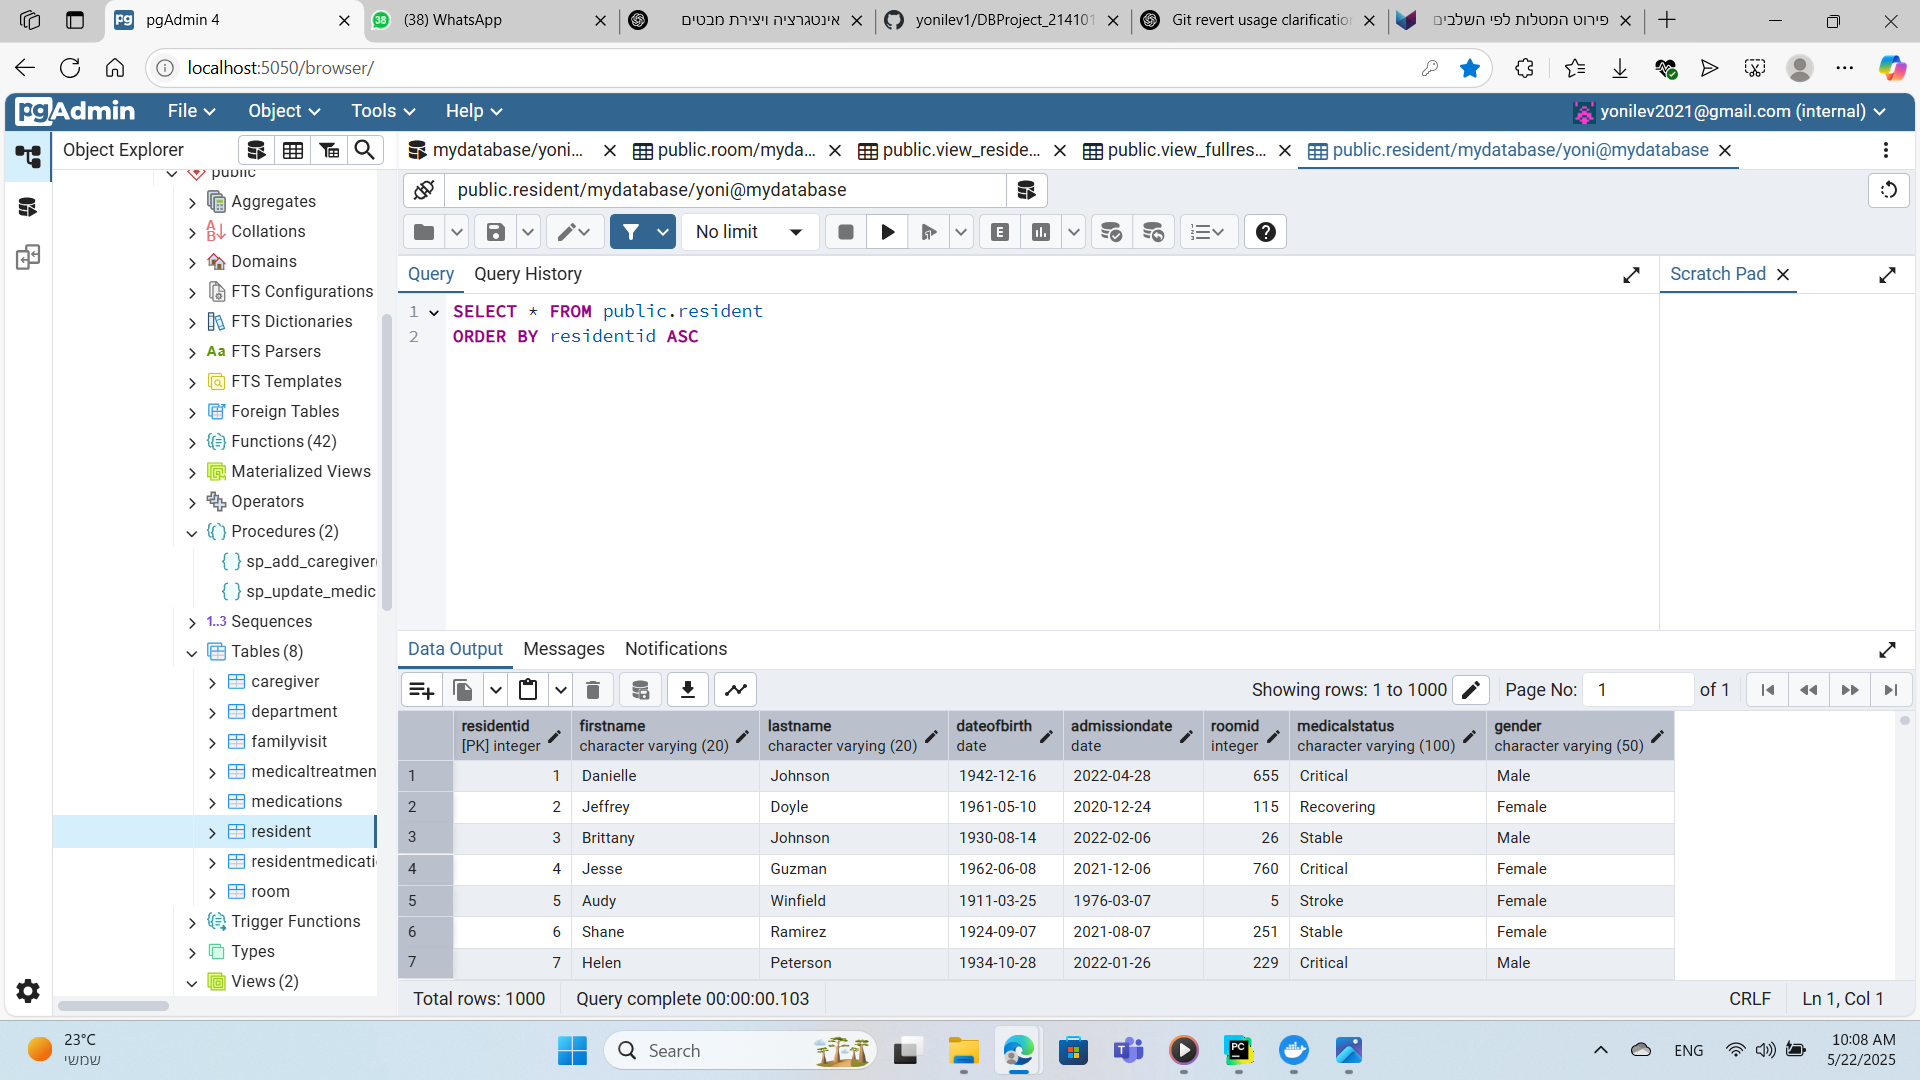 pgAdmin 4
(38) WhatsApp
אינטגרציה ויצירת מבטים
yonilev1/DBProject_214101
Git revert usage clarification
פירוט המטלות לפי השלבים
localhost:5050/browser/
pgAdmin
File
Object
Tools
Help
yonilev2021@gmail.com (internal)
Object Explorer
mydatabase/yoni...
public.room/myda...
public.view_reside...
public.view_fullres...
public.resident/mydatabase/yoni@mydatabase
public.resident/mydatabase/yoni@mydatabase
No limit
E
Query
Query History
Scratch Pad
1 SELECT * FROM public.resident
2 ORDER BY residentid ASC
public
Aggregates
Collations
Domains
FTS Configurations
FTS Dictionaries
Aa FTS Parsers
FTS Templates
Foreign Tables
Functions (42)
Materialized Views
Operators
Procedures (2)
sp_add_caregiver(
sp_update_medic
1..3 Sequences
Tables (8)
caregiver
department
familyvisit
medicaltreatmen
medications
resident
residentmedicati
room
Trigger Functions
Types
Views (2)
Data Output
Messages
Notifications
Showing rows: 1 to 1000
Page No: 1 of 1
residentid [PK] integer
firstname character varying (20)
lastname character varying (20)
dateofbirth date
admissiondate date
roomid integer
medicalstatus character varying (100)
gender character varying (50)
1 1 Danielle Johnson 1942-12-16 2022-04-28 655 Critical Male
2 2 Jeffrey Doyle 1961-05-10 2020-12-24 115 Recovering Female
3 3 Brittany Johnson 1930-08-14 2022-02-06 26 Stable Male
4 4 Jesse Guzman 1962-06-08 2021-12-06 760 Critical Female
5 5 Audy Winfield 1911-03-25 1976-03-07 5 Stroke Female
6 6 Shane Ramirez 1924-09-07 2021-08-07 251 Stable Female
7 7 Helen Peterson 1934-10-28 2022-01-26 229 Critical Male
Total rows: 1000
Query complete 00:00:00.103
CRLF
Ln 1, Col 1
23°C
שמשי
Search
ENG
10:08 AM
5/22/2025